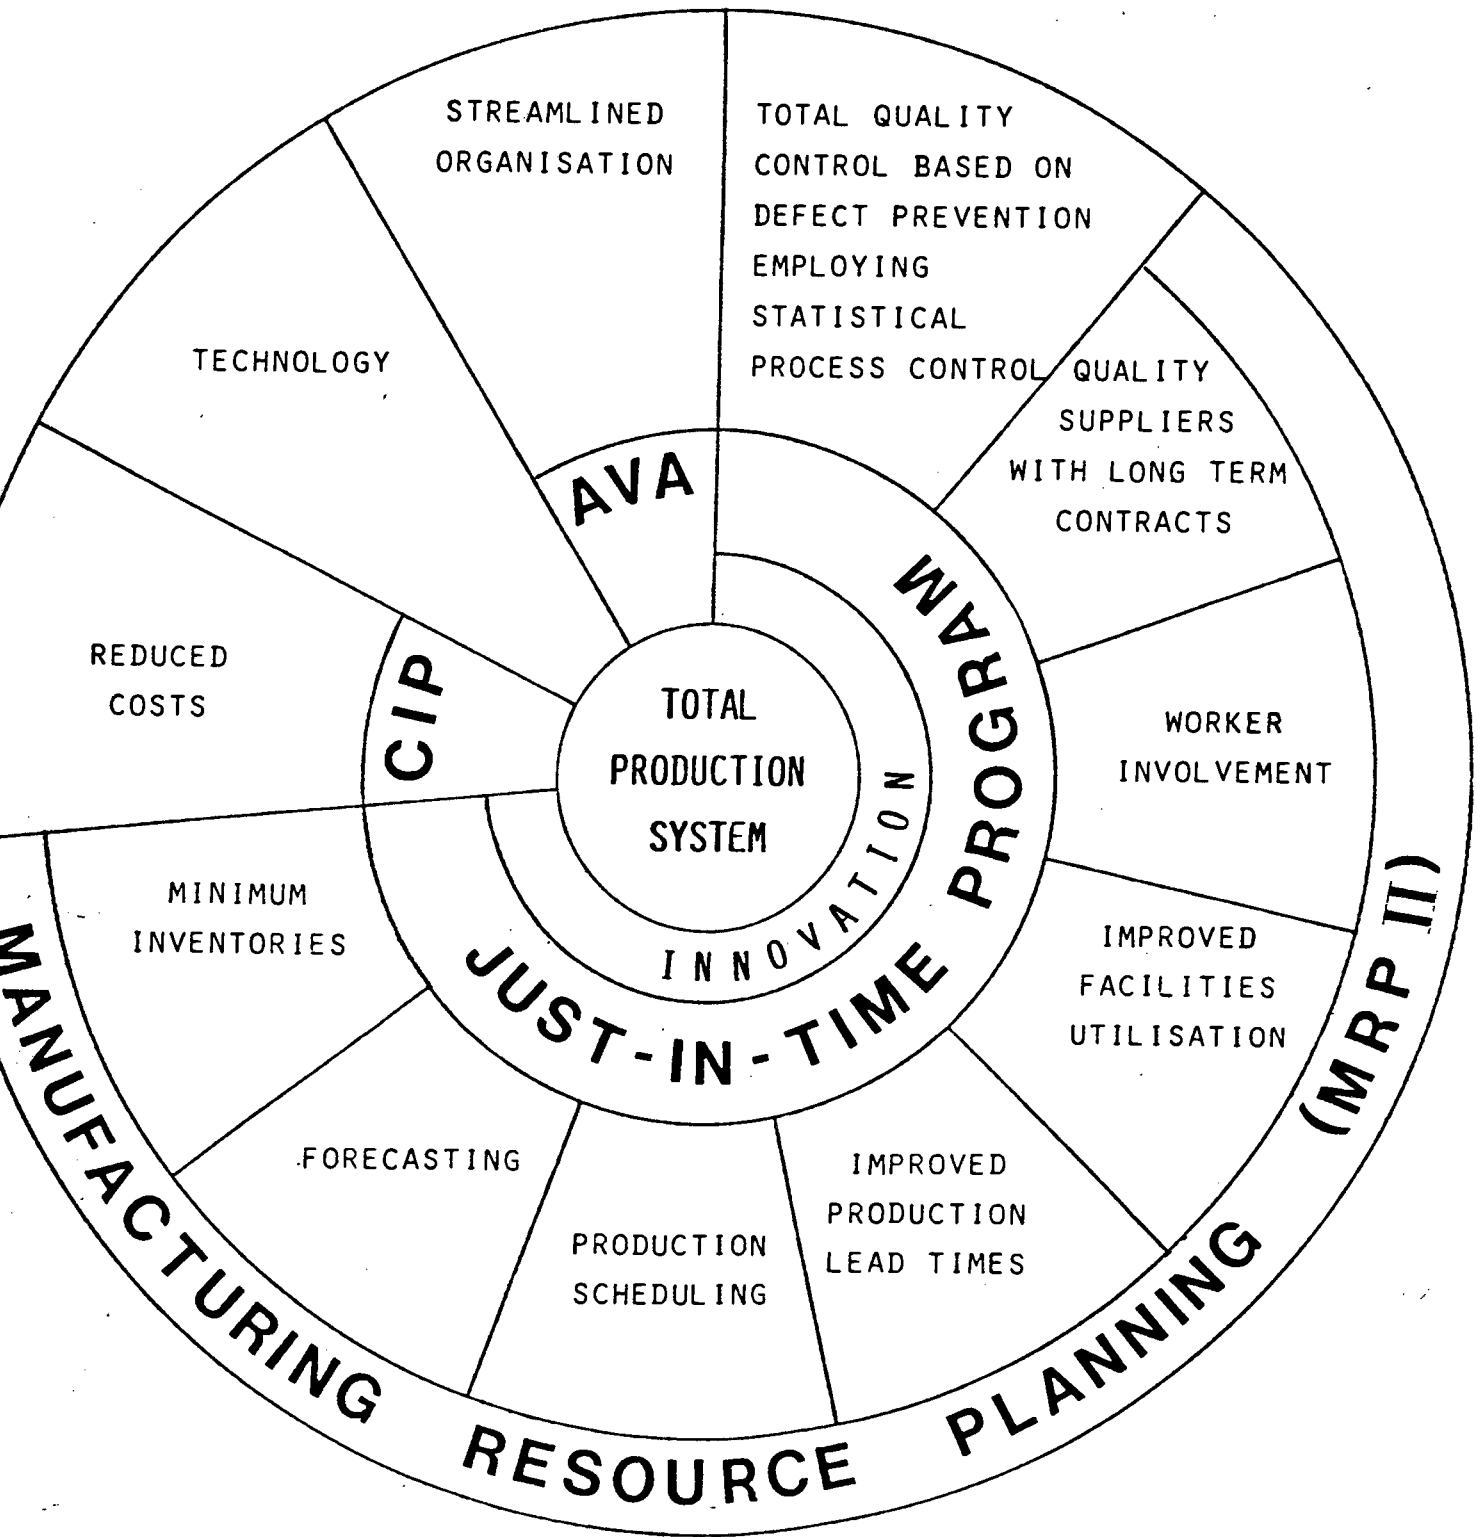 STREAMLINED
ORGANISATION
TOTAL QUALITY
CONTROL BASED ON
DEFECT PREVENTION
EMPLOYING
STATISTICAL
PROCESS CONTROL
QUALITY
SUPPLIERS
WITH LONG TERM
CONTRACTS
WORKER
INVOLVEMENT
IMPROVED
FACILITIES
UTILISATION
IMPROVED
PRODUCTION
LEAD TIMES
PRODUCTION
SCHEDULING
FORECASTING
MINIMUM
INVENTORIES
REDUCED
COSTS
TECHNOLOGY
AVA
CIP
JUST-IN-TIME PROGRAM
INNOVATION
TOTAL
PRODUCTION
SYSTEM
MANUFACTURING RESOURCE PLANNING (MRP II)